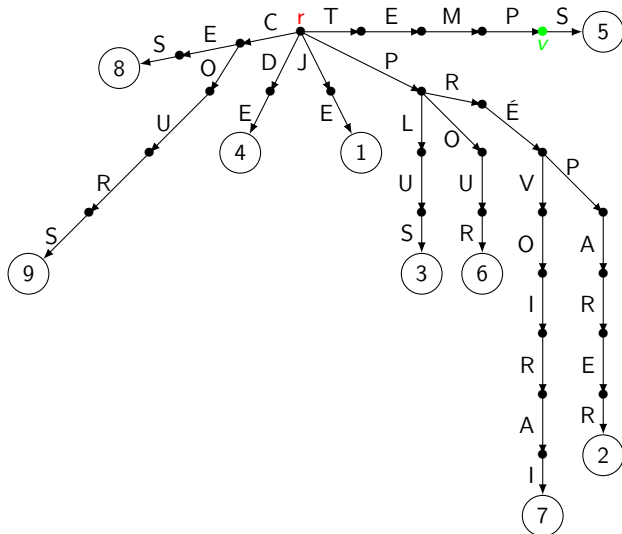 r T E M P S
S E C P v 5
8 O D J R É
U E E L O P
4 1 U U V
R S R O A
S 3 6 I R
9 R E
A R
I 2
7